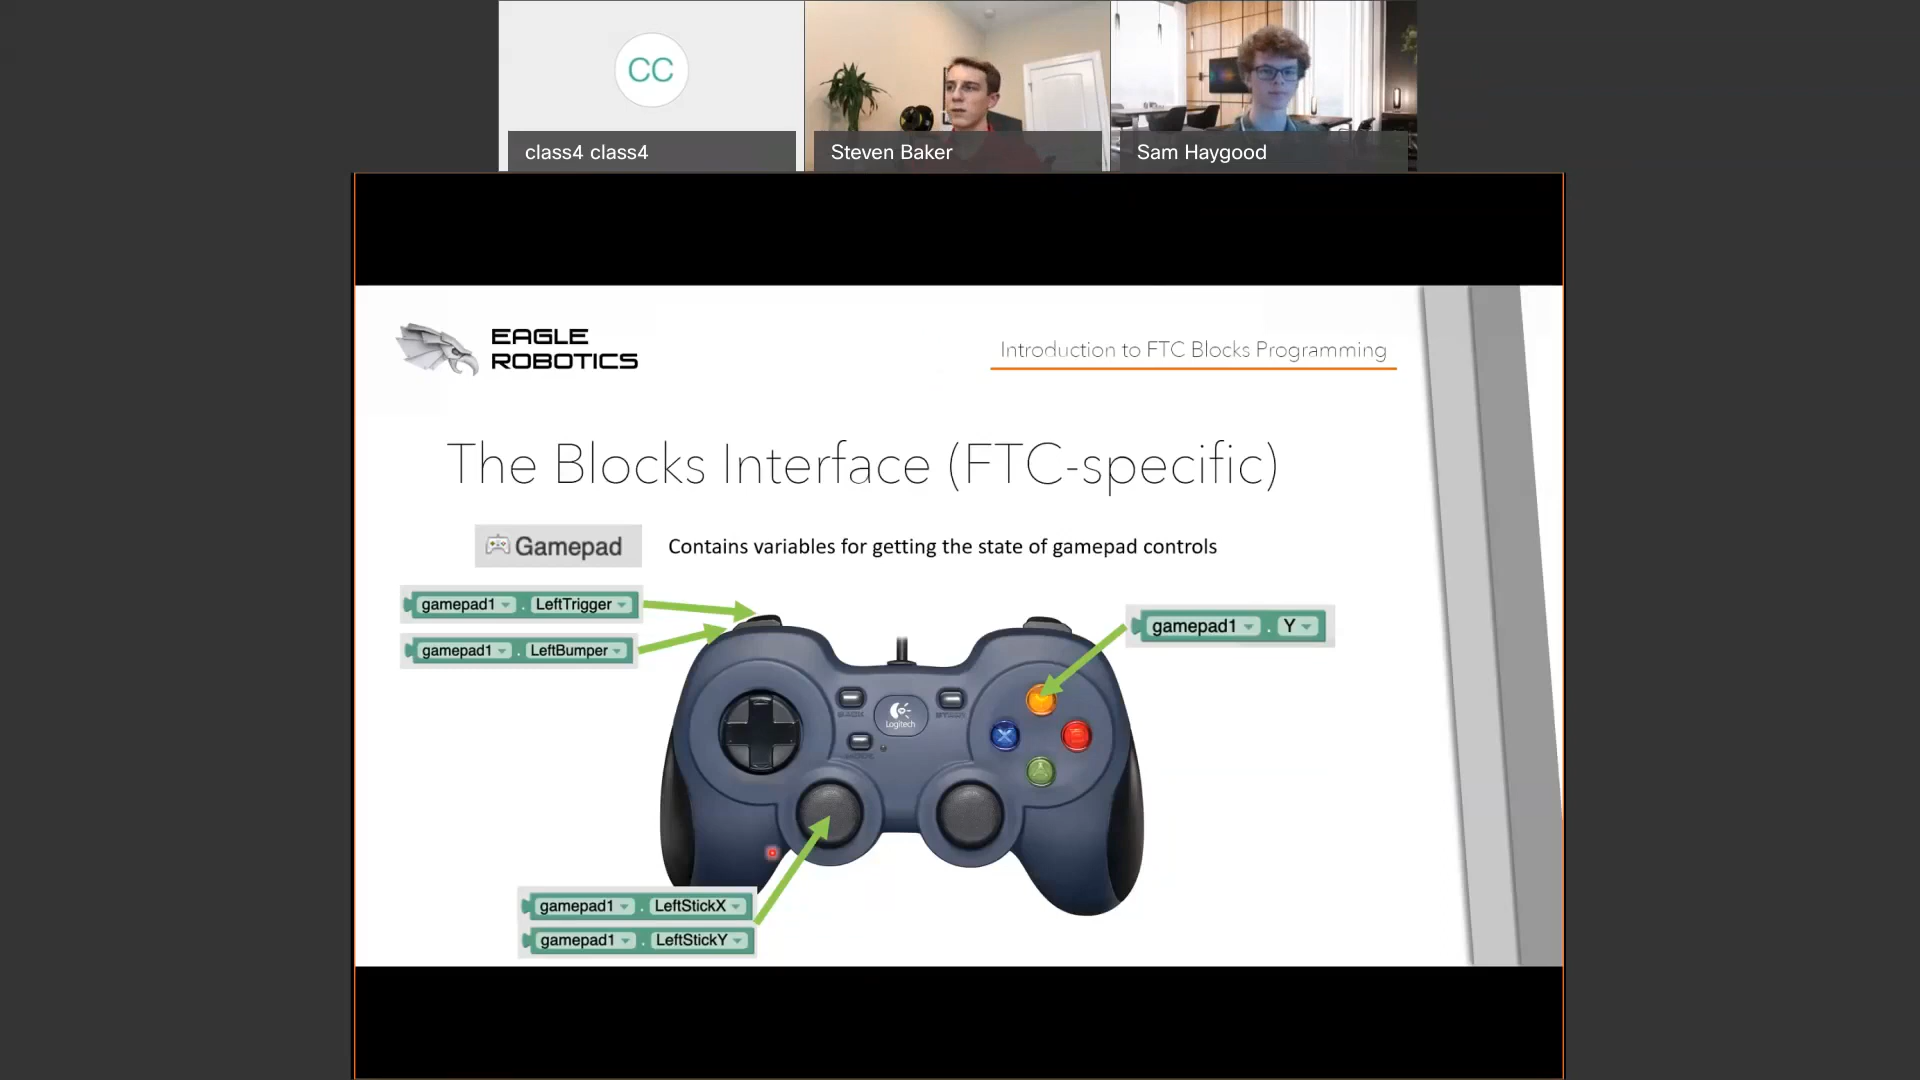 CC
class4 class4
Steven Baker
Sam Haygood
EAGLE
ROBOTICS
Introduction to FTC Blocks Programming
The Blocks Interface (FTC-specific)
Gamepad
Contains variables for getting the state of gamepad controls
gamepad1 . LeftTrigger
gamepad1 . LeftBumper
gamepad1 . Y
Logitech
X
gamepad1 . LeftStickX
gamepad1 . LeftStickY